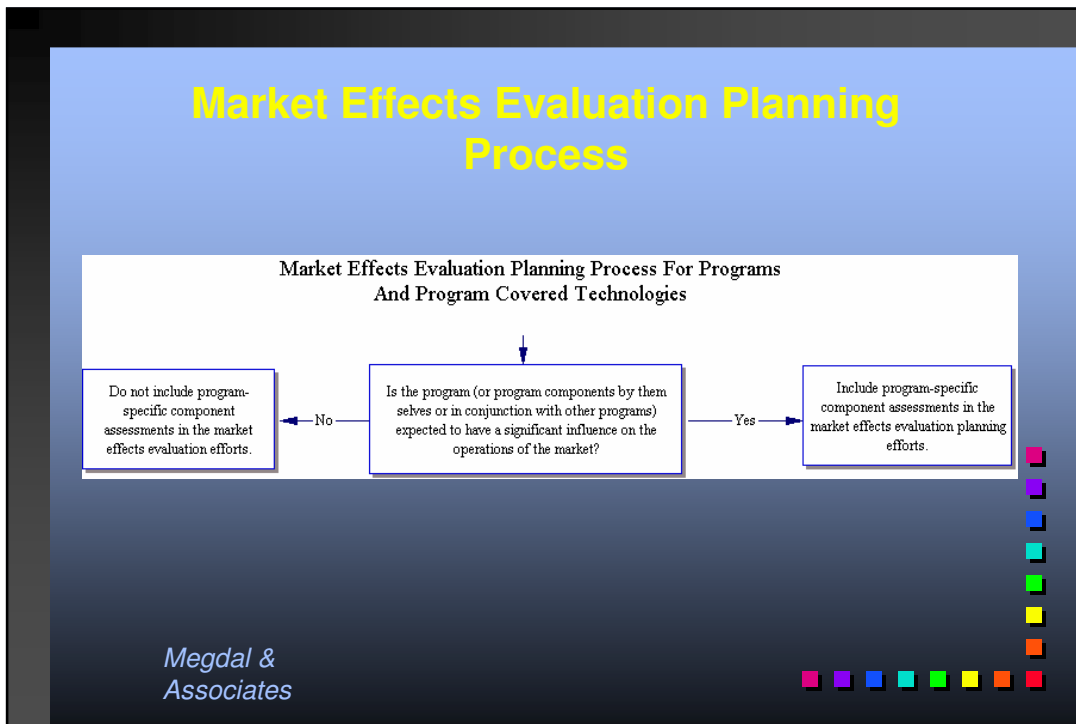 Market Effects Evaluation Planning
Process
Market Effects Evaluation Planning Process For Programs
And Program Covered Technologies
Do not include program-
specific component
assessments in the market
effects evaluation efforts.
No
Is the program (or program components by them
selves or in conjunction with other programs)
expected to have a significant influence on the
operations of the market?
Yes
Include program-specific
component assessments in the
market effects evaluation planning
efforts.
Megdal &
Associates